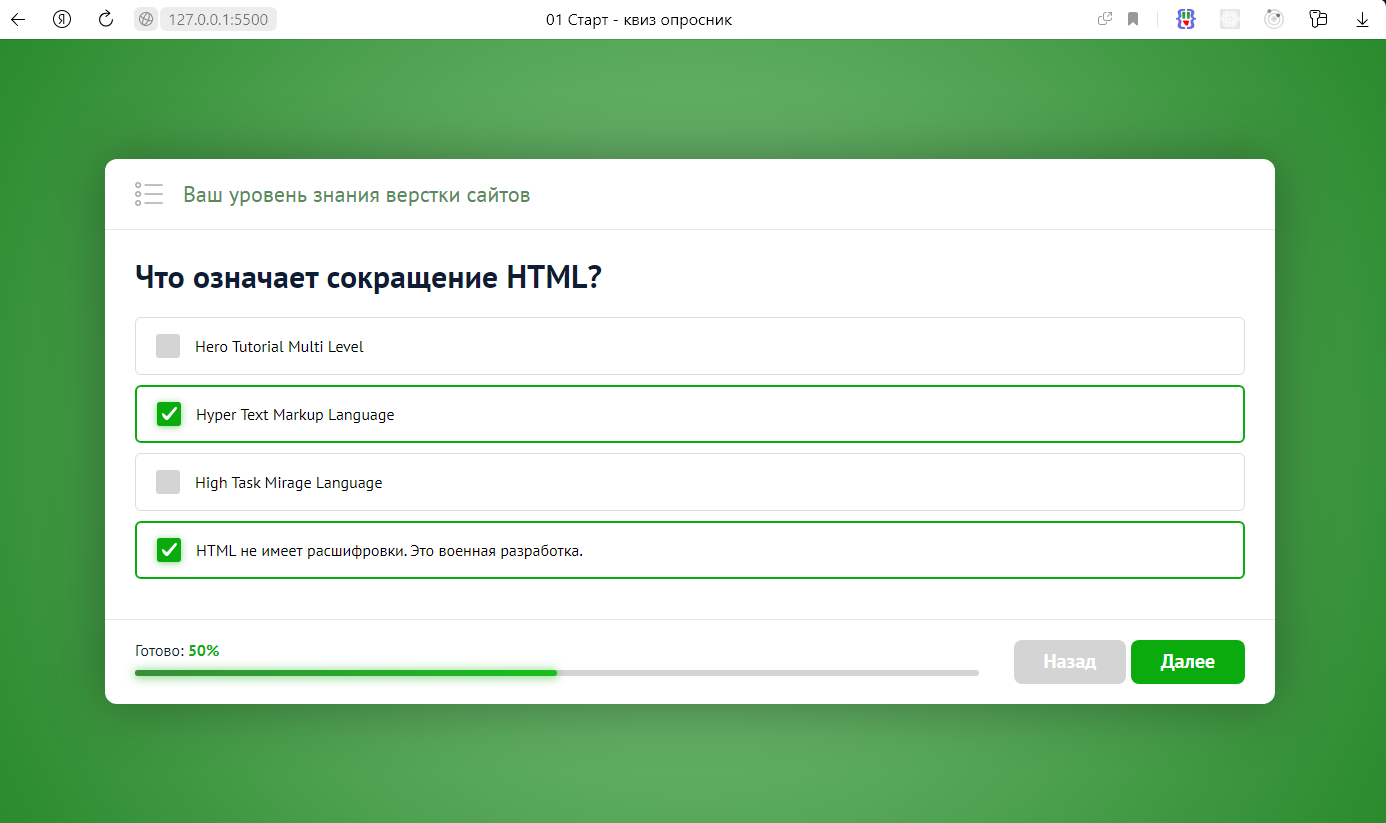 127.0.0.1:5500
01 Старт - квиз опросник
Ваш уровень знания верстки сайтов
Что означает сокращение HTML?
Hero Tutorial Multi Level
Hyper Text Markup Language
High Task Mirage Language
HTML не имеет расшифровки. Это военная разработка.
Готово: 50%
Назад
Далее